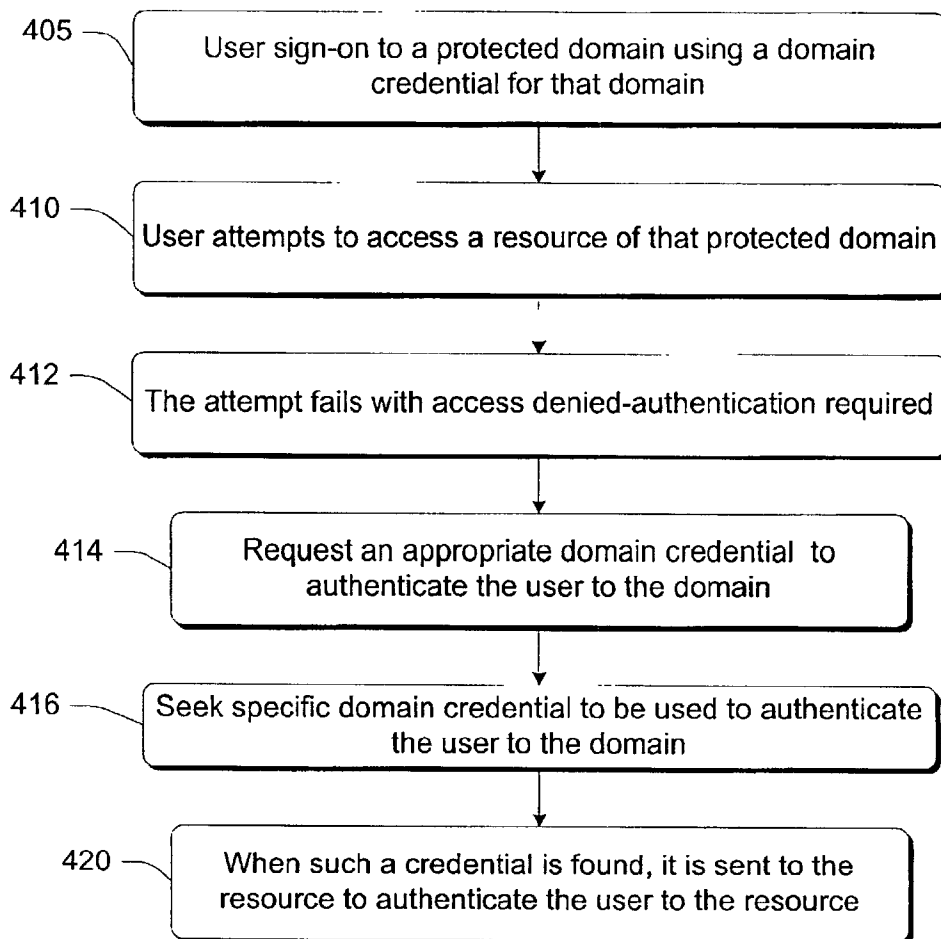 405
User sign-on to a protected domain using a domain
credential for that domain
410
User attempts to access a resource of that protected domain
412
The attempt fails with access denied-authentication required
414
Request an appropriate domain credential to
authenticate the user to the domain
416
Seek specific domain credential to be used to authenticate
the user to the domain
420
When such a credential is found, it is sent to the
resource to authenticate the user to the resource